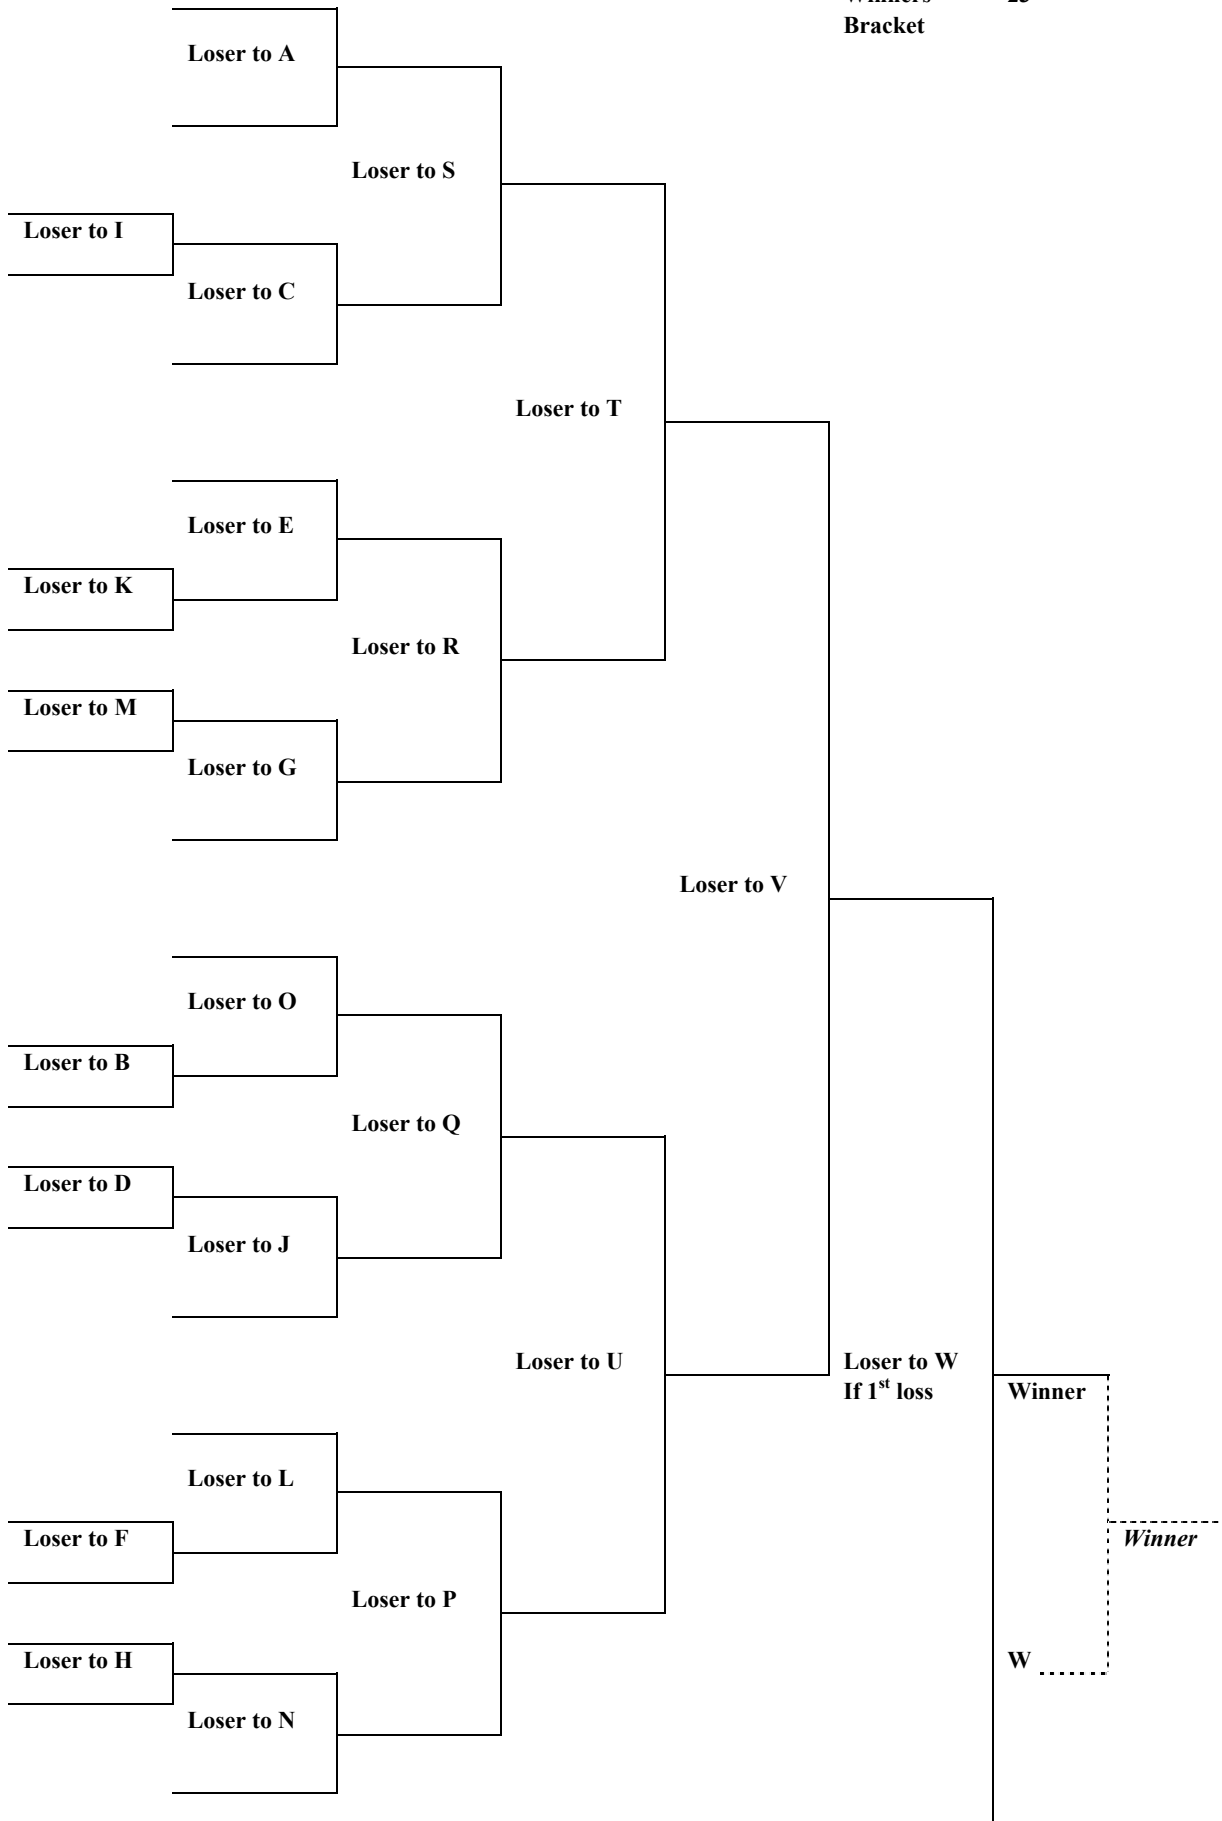 Bracket
Loser to A
Loser to S
Loser to I
Loser to C
Loser to T
Loser to E
Loser to K
Loser to R
Loser to M
Loser to G
Loser to V
Loser to O
Loser to B
Loser to Q
Loser to D
Loser to J
Loser to U
Loser to W
If 1st loss
Winner
Loser to L
Loser to F
Winner
Loser to P
Loser to H
W
Loser to N